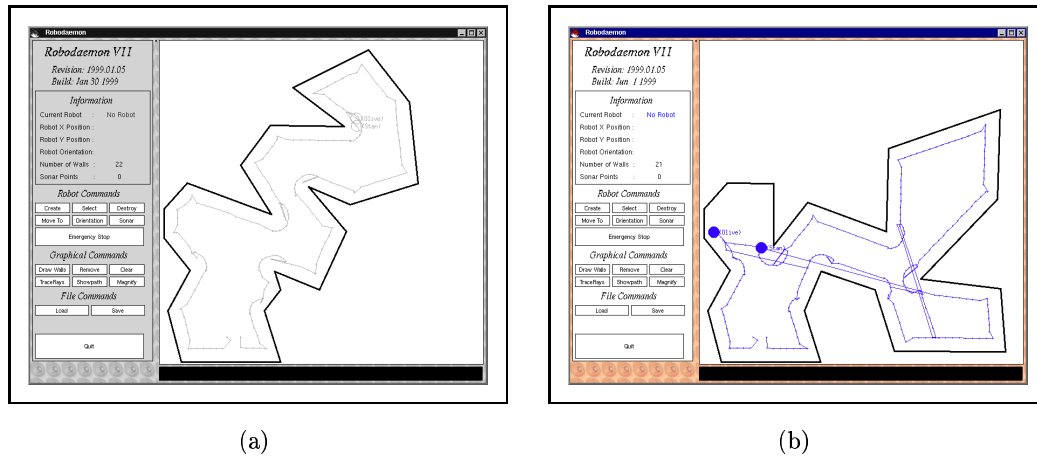 Robodaemon
Robodaemon VII
Revision: 1999.01.05
Build: Jan 30 1999
Information
Current Robot : No Robot
Robot X Position :
Robot Y Position :
Robot Orientation:
Number of Walls : 22
Sonar Points : 0
Robot Commands
Create Select Destroy
Move To Orientation Sonar
Emergency Stop
Graphical Commands
Draw Walls Remove Clear
TraceRays Showpath Magnify
File Commands
Load Save
Quit
(Olive)
(Stan)
(a)
Robodaemon
Robodaemon VII
Revision: 1999.01.05
Build: Jun 1 1999
Information
Current Robot : No Robot
Robot X Position :
Robot Y Position :
Robot Orientation:
Number of Walls : 21
Sonar Points : 0
Robot Commands
Create Select Destroy
Move To Orientation Sonar
Emergency Stop
Graphical Commands
Draw Walls Remove Clear
TraceRays Showpath Magnify
File Commands
Load Save
Quit
(Olive)
(Stan)
(b)